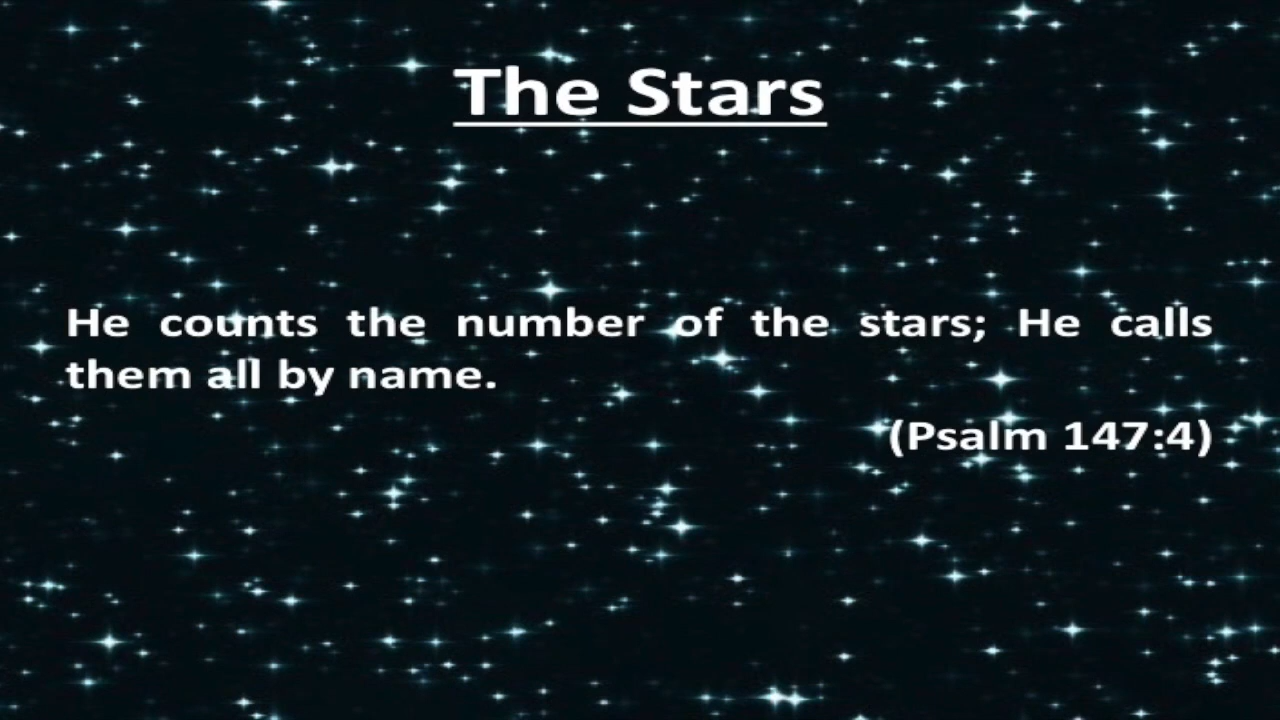 The Stars
He counts the number of the stars; He calls
them all by name.
(Psalm 147:4)